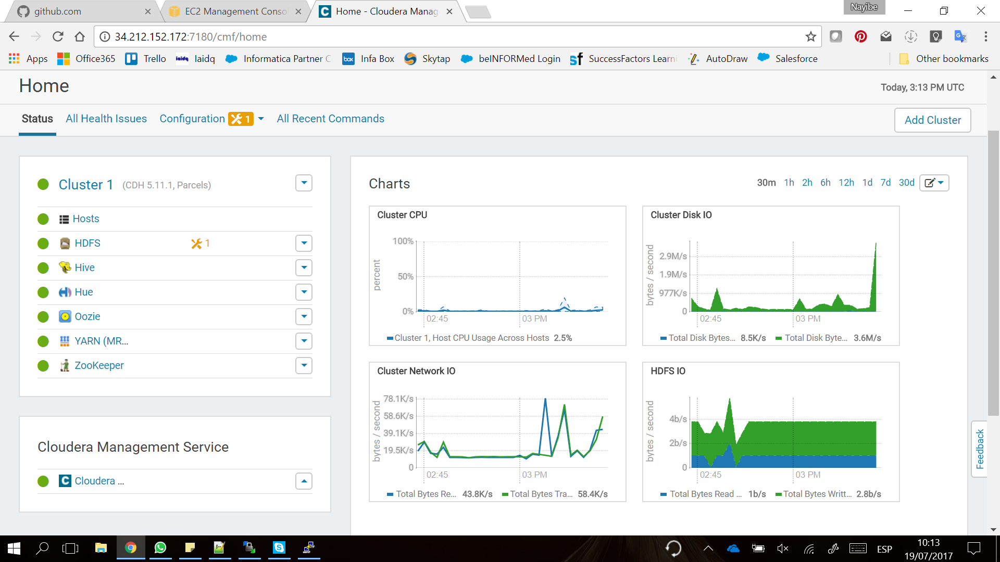 github.com
EC2 Management Conso
Home - Cloudera Manag
Nayibe
34.212.152.172:7180/cmf/home
Apps Office365 Trello Iaidq Informatica Partner C Infa Box Skytap beINFORMed Login SuccessFactors Learni AutoDraw Salesforce Other bookmarks
Home
Today, 3:13 PM UTC
Status All Health Issues Configuration 1 All Recent Commands
Add Cluster
Cluster 1 (CDH 5.11.1, Parcels)
Hosts
HDFS 1
Hive
Hue
Oozie
YARN (MR...
ZooKeeper
Cloudera Management Service
Cloudera ...
Charts
30m 1h 2h 6h 12h 1d 7d 30d
Cluster CPU
percent
100%
50%
0%
02:45 03 PM
Cluster 1, Host CPU Usage Across Hosts 2.5%
Cluster Disk IO
bytes / second
2.9M/s
1.9M/s
977K/s
0
02:45 03 PM
Total Disk Bytes... 8.5K/s Total Disk Byte... 3.6M/s
Cluster Network IO
bytes / second
78.1K/s
58.6K/s
39.1K/s
19.5K/s
0
02:45 03 PM
Total Bytes Re... 43.8K/s Total Bytes Tra... 58.4K/s
HDFS IO
bytes / second
4b/s
2b/s
0
02:45 03 PM
Total Bytes Read ... 1b/s Total Bytes Writt... 2.8b/s
Feedback
ESP
10:13
19/07/2017